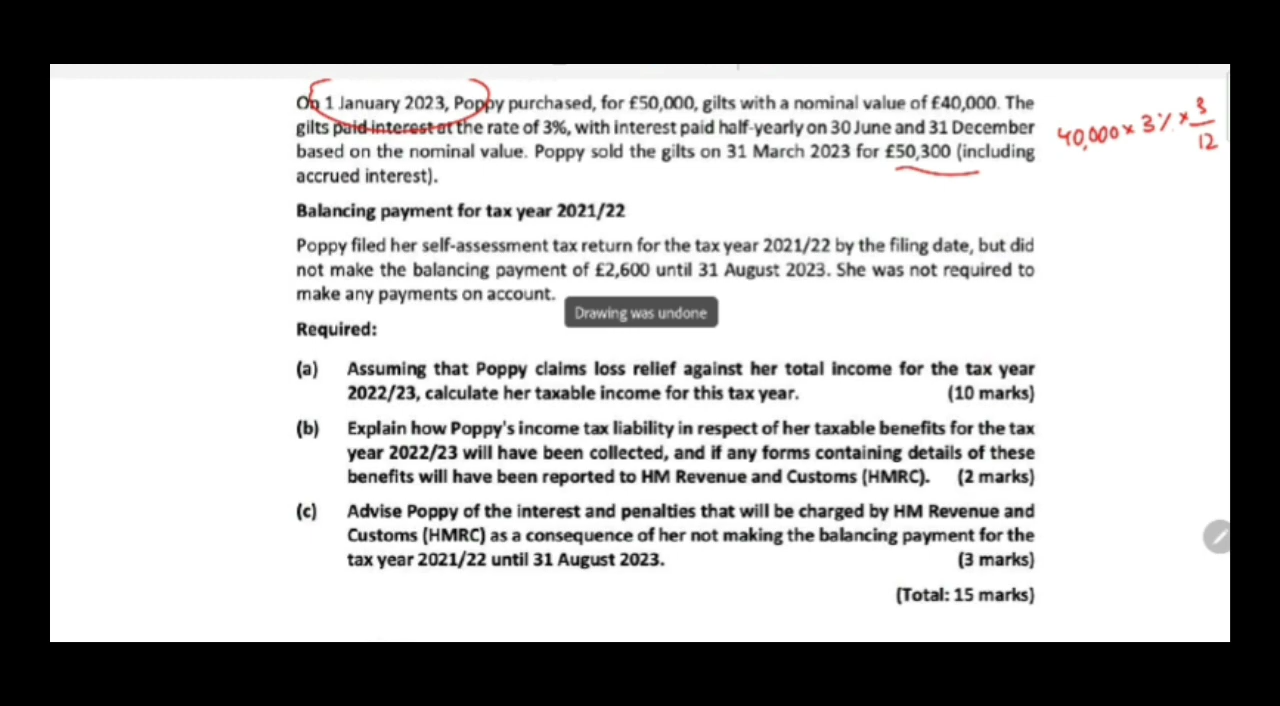 On 1 January 2023, Poppy purchased, for £50,000, gilts with a nominal value of £40,000. The
gilts paid interest at the rate of 3%, with interest paid half-yearly on 30 June and 31 December
based on the nominal value. Poppy sold the gilts on 31 March 2023 for £50,300 (including
accrued interest).
40,000 x 3% x 3/12
Balancing payment for tax year 2021/22
Poppy filed her self-assessment tax return for the tax year 2021/22 by the filing date, but did
not make the balancing payment of £2,600 until 31 August 2023. She was not required to
make any payments on account.
Drawing was undone
Required:
(a) Assuming that Poppy claims loss relief against her total income for the tax year
2022/23, calculate her taxable income for this tax year. (10 marks)
(b) Explain how Poppy's income tax liability in respect of her taxable benefits for the tax
year 2022/23 will have been collected, and if any forms containing details of these
benefits will have been reported to HM Revenue and Customs (HMRC). (2 marks)
(c) Advise Poppy of the interest and penalties that will be charged by HM Revenue and
Customs (HMRC) as a consequence of her not making the balancing payment for the
tax year 2021/22 until 31 August 2023. (3 marks)
(Total: 15 marks)